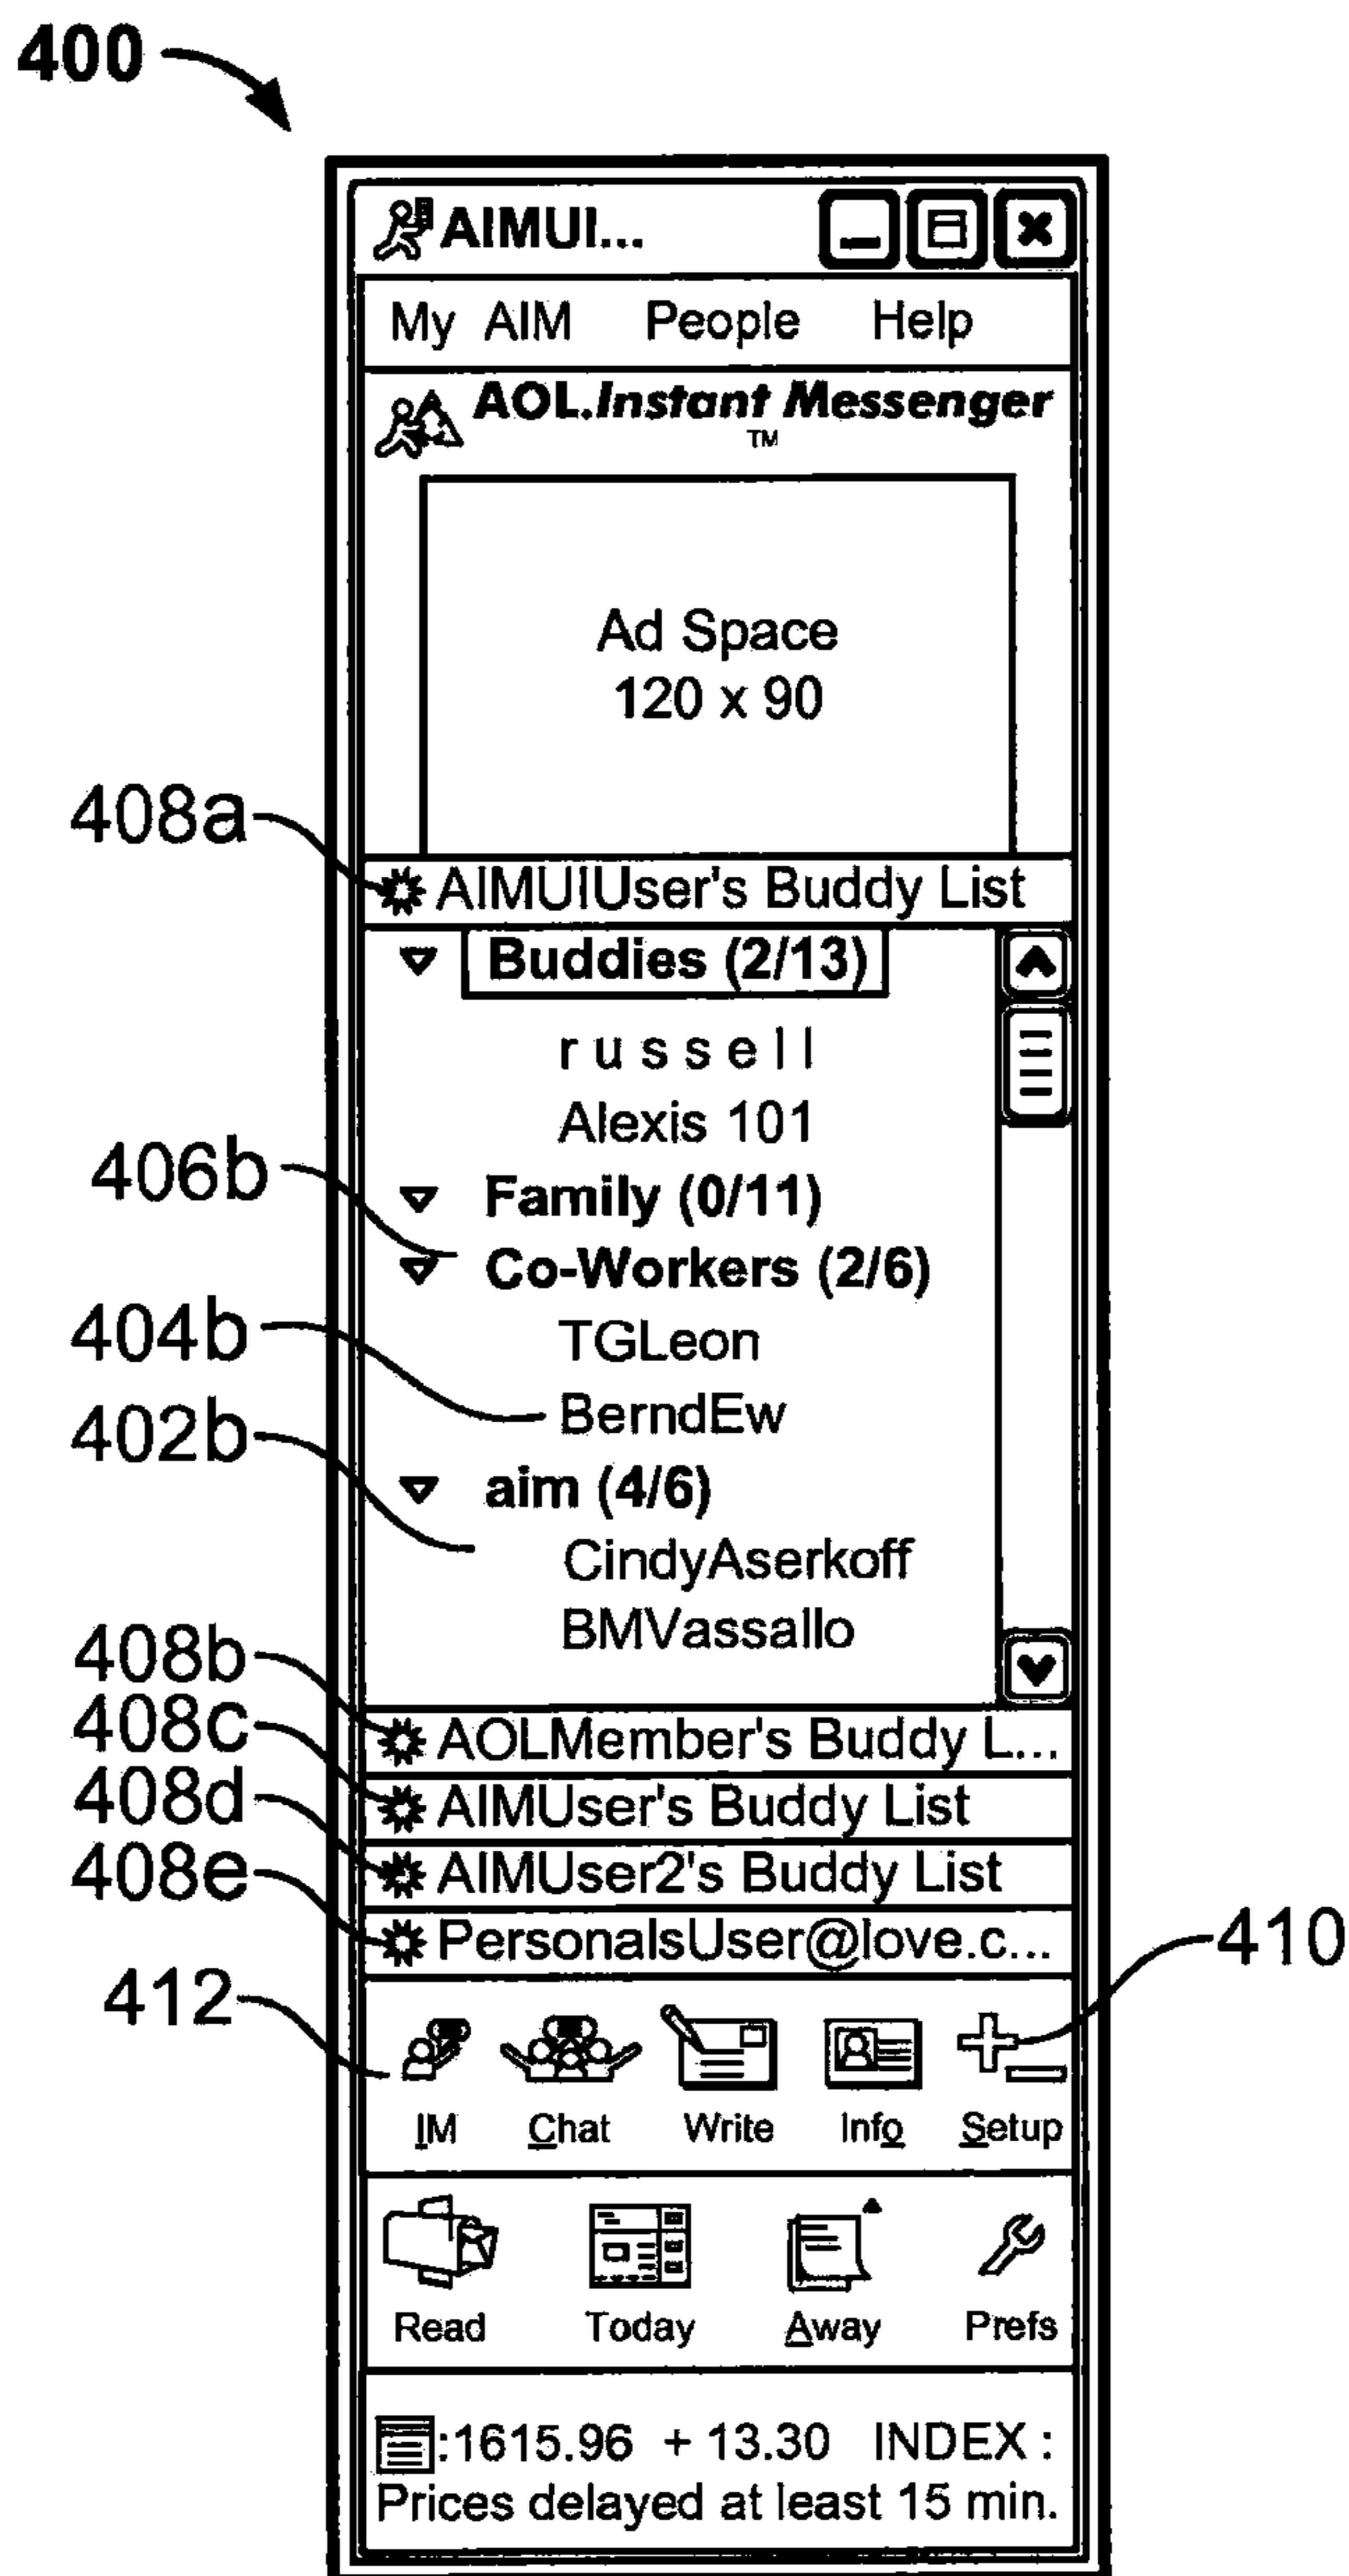 400
AIMUI...
My AIM People Help
AOL.Instant Messenger
TM
Ad Space
120 x 90
408a
AIMUIUser's Buddy List
Buddies (2/13)
r u s s e l l
Alexis 101
406b
Family (0/11)
Co-Workers (2/6)
404b
TGLeon
BerndEw
402b
aim (4/6)
CindyAserkoff
BMVassallo
408b
AOLMember's Buddy L...
408c
AIMUser's Buddy List
408d
AIMUser2's Buddy List
408e
PersonalsUser@love.c...
410
412
IM Chat Write Info Setup
Read Today Away Prefs
:1615.96 + 13.30 INDEX :
Prices delayed at least 15 min.